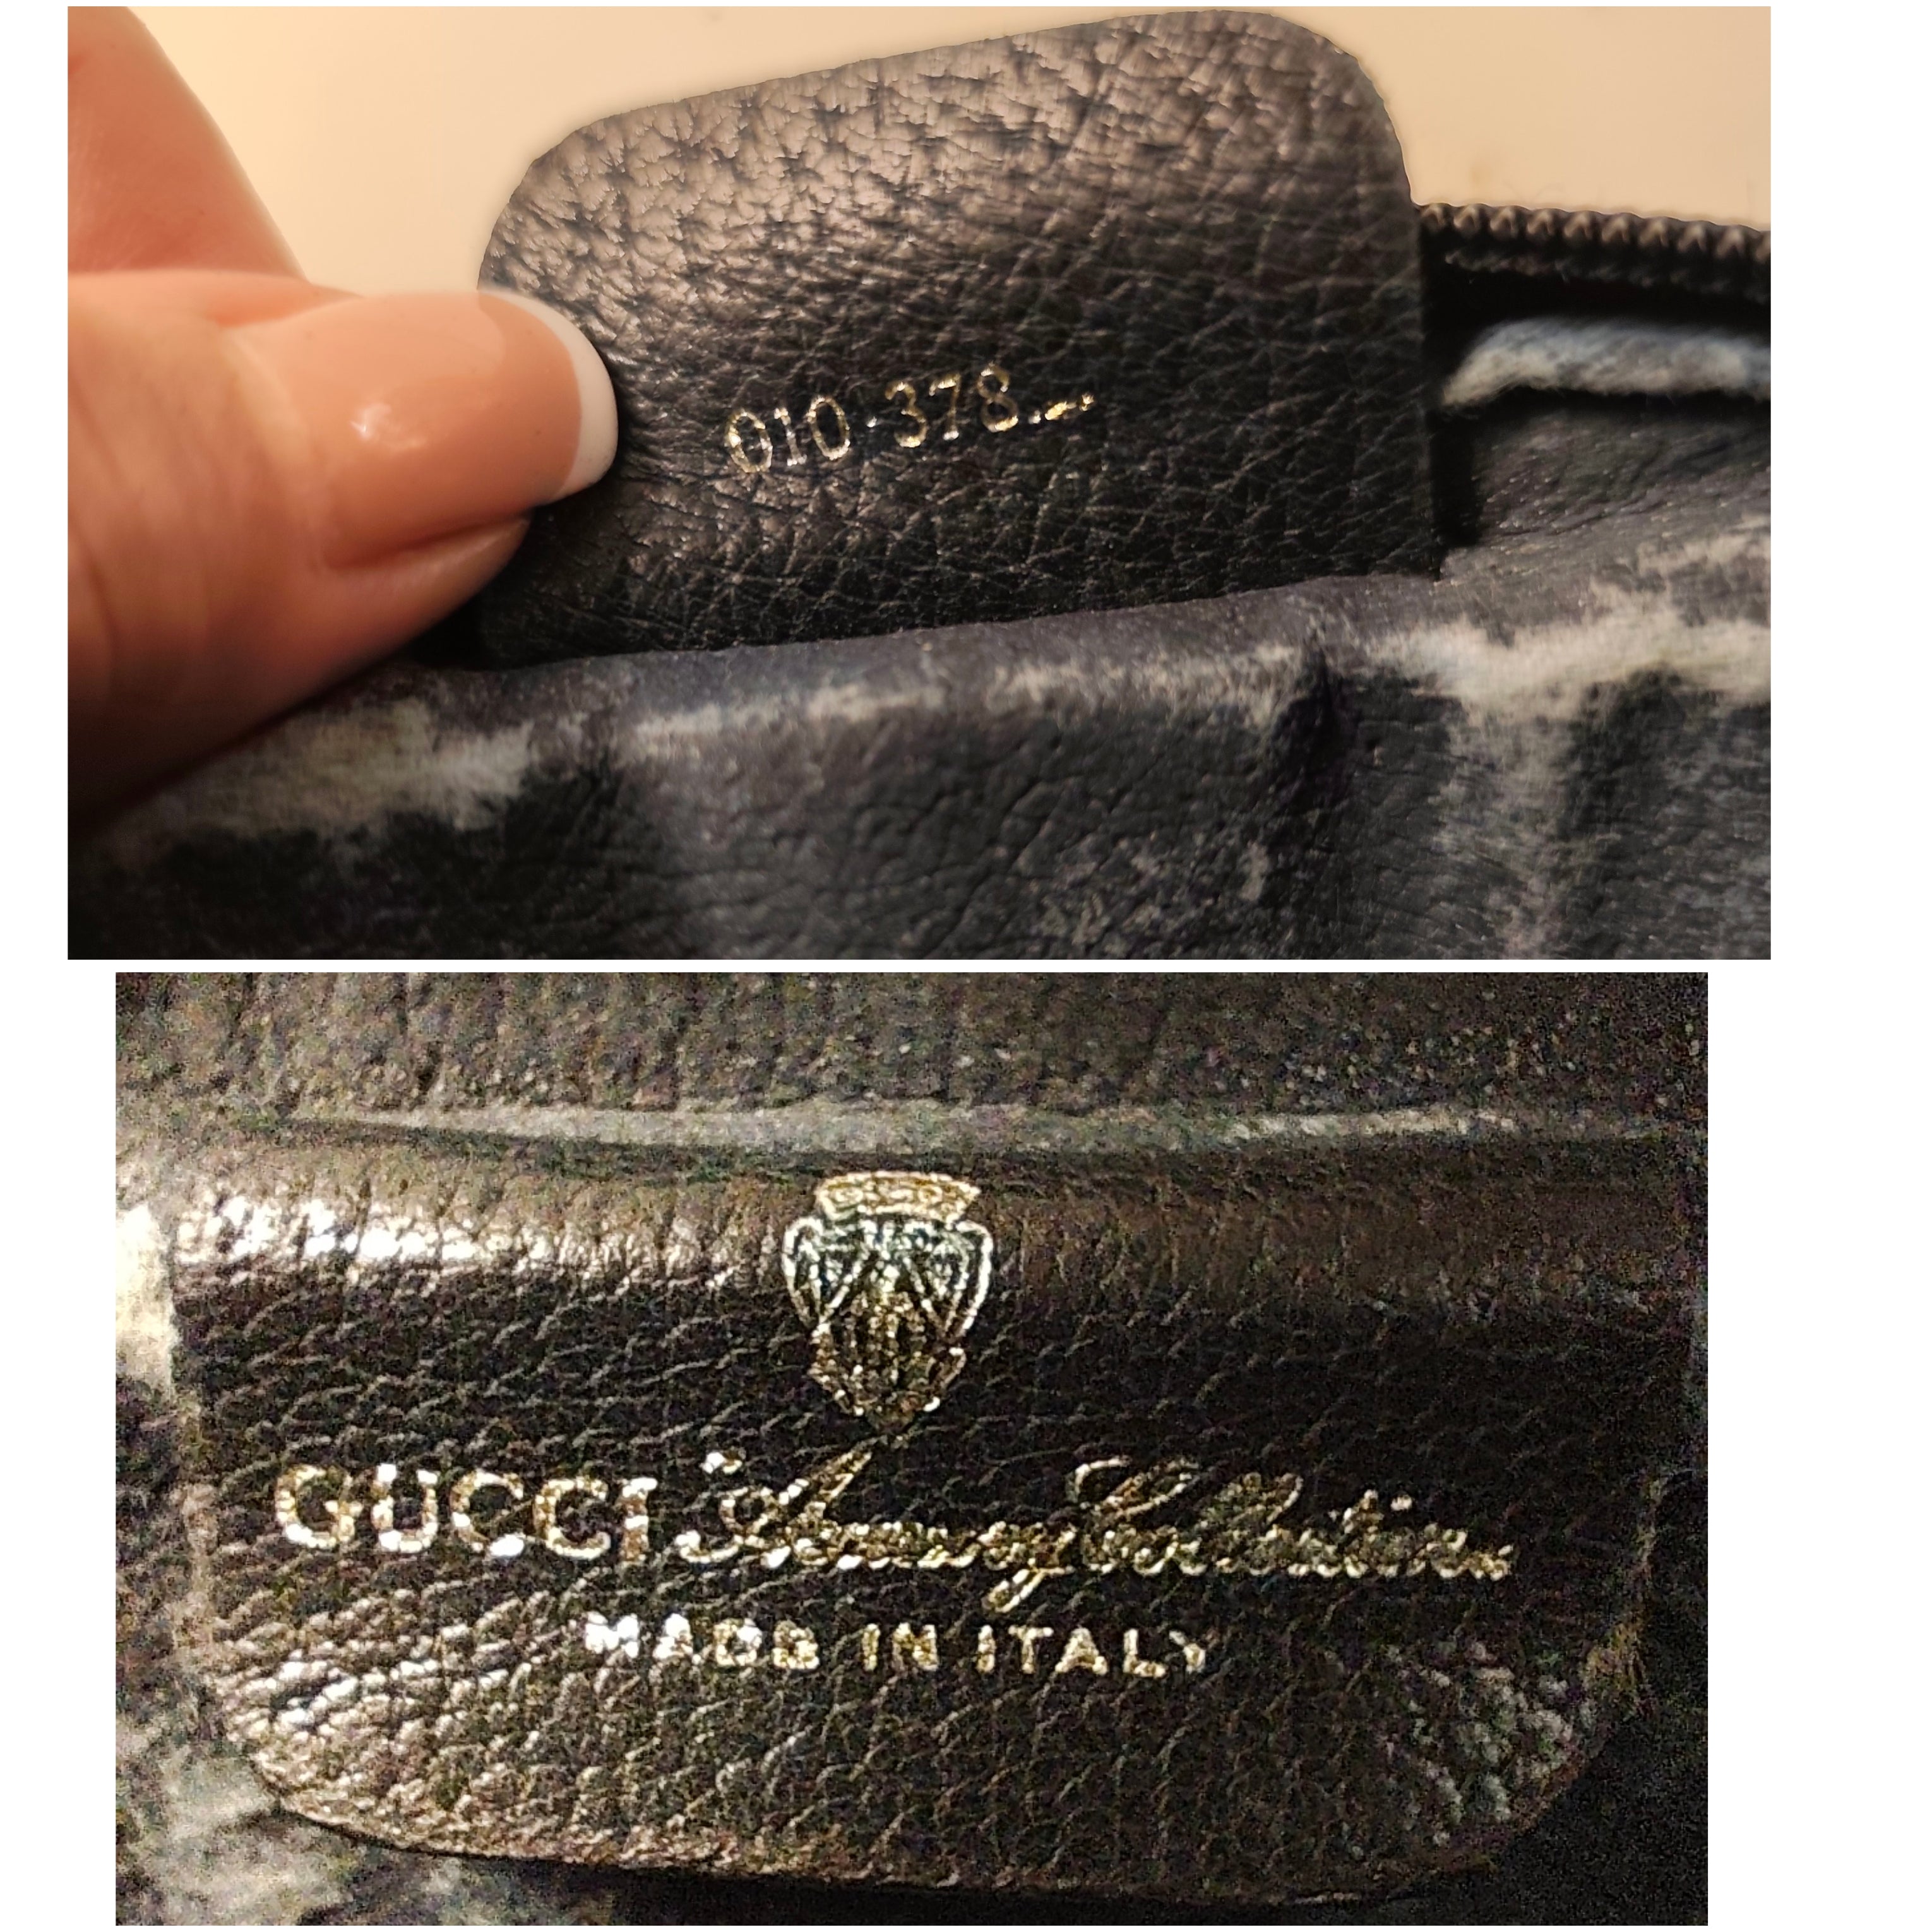 010·378.--
GUCCI Accessory Collection
MADE IN ITALY